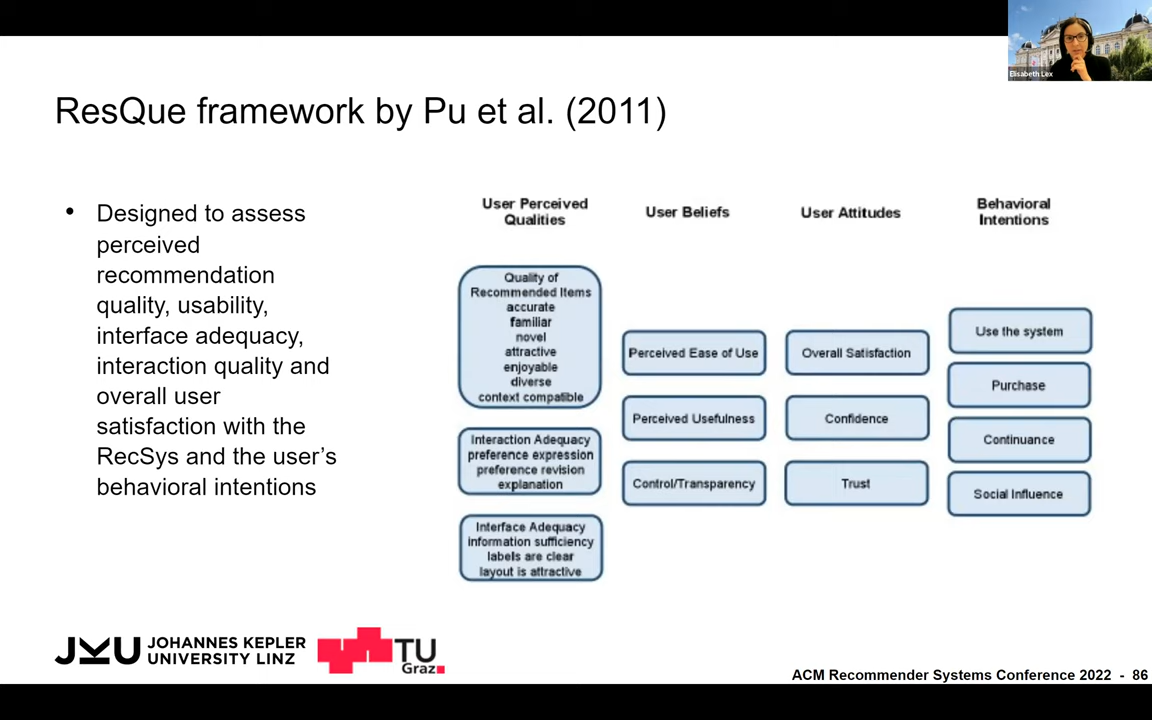 Elisabeth Lex
ResQue framework by Pu et al. (2011)
• Designed to assess
perceived
recommendation
quality, usability,
interface adequacy,
interaction quality and
overall user
satisfaction with the
RecSys and the user's
behavioral intentions
User Perceived
Qualities
Quality of
Recommended Items
accurate
familiar
novel
attractive
enjoyable
diverse
context compatible
Interaction Adequacy
preference expression
preference revision
explanation
Interface Adequacy
information sufficiency
labels are clear
layout is attractive
User Beliefs
Perceived Ease of Use
Perceived Usefulness
Control/Transparency
User Attitudes
Overall Satisfaction
Confidence
Trust
Behavioral
Intentions
Use the system
Purchase
Continuance
Social Influence
JKU JOHANNES KEPLER
UNIVERSITY LINZ
TU
Graz
ACM Recommender Systems Conference 2022 - 86